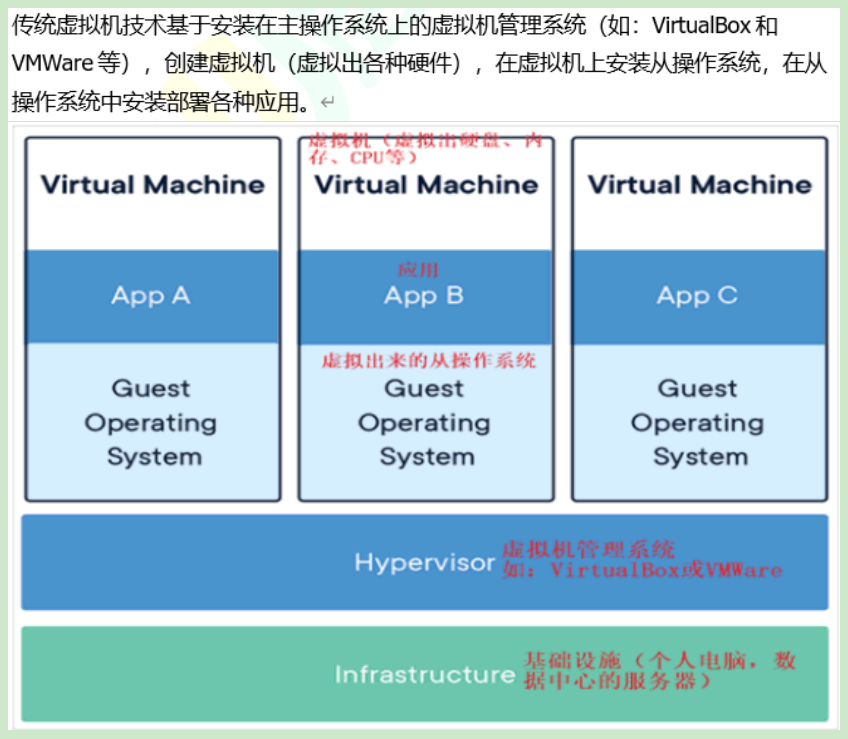 传统虚拟机技术基于安装在主操作系统上的虚拟机管理系统（如：VirtualBox 和
VMWare 等），创建虚拟机（虚拟出各种硬件），在虚拟机上安装从操作系统，在从
操作系统中安装部署各种应用。↵
虚拟机（虚拟出硬盘、内
存、CPU等）
Virtual Machine
Virtual Machine
Virtual Machine
应用
App A
App B
App C
虚拟出来的从操作系统
Guest
Operating
System
Guest
Operating
System
Guest
Operating
System
Hypervisor
虚拟机管理系统
如：VirtualBox或VMWare
Infrastructure
基础设施（个人电脑，数
据中心的服务器）